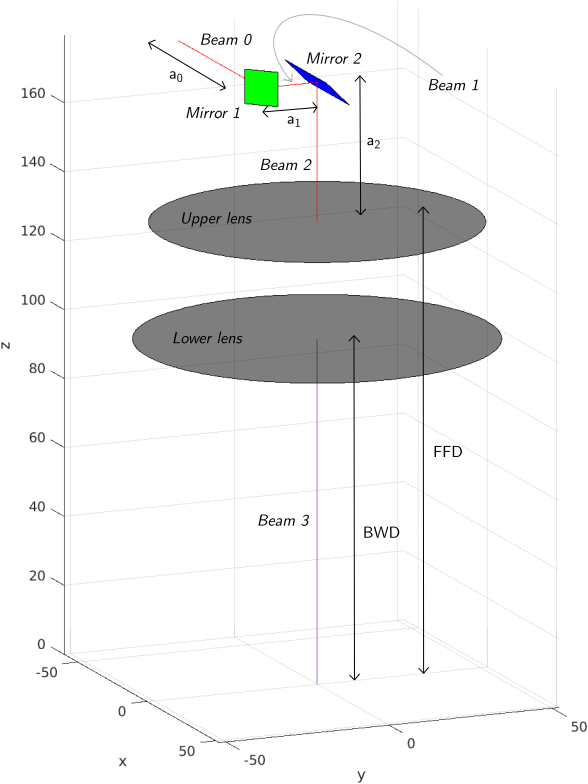 Beam 0
Mirror 2
a0
Beam 1
160
Mirror 1
a1
a2
140
Beam 2
Upper lens
120
100
z
Lower lens
80
60
FFD
40
Beam 3
BWD
20
0
-50
0
50
x
-50
0
50
y